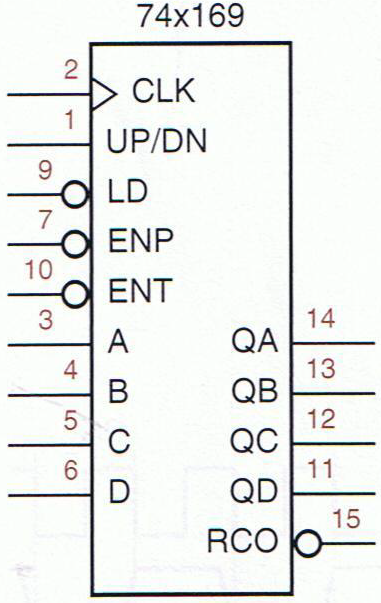 74x169
2 CLK
1 UP/DN
9 LD
7 ENP
10 ENT
3 A QA 14
4 B QB 13
5 C QC 12
6 D QD 11
RCO 15